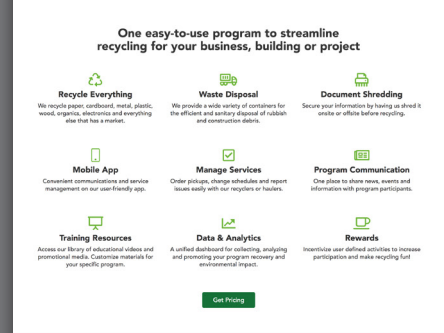 One easy-to-use program to streamline
recycling for your business, building or project
Recycle Everything
We recycle paper, cardboard, metal, plastic,
wood, organics, electronics and everything
else that has a market.
Waste Disposal
We provide a wide variety of containers for
the efficient and sanitary disposal of rubbish
and construction debris.
Document Shredding
Secure your information by having us shred it
onsite or offsite before recycling.
Mobile App
Convenient communications and service
management on our user-friendly app.
Manage Services
Order pickups, change schedules and report
issues easily with our recyclers or haulers.
Program Communication
One place to share news, events and
information with program participants.
Training Resources
Access our library of educational videos and
promotional media. Customize materials for
your specific program.
Data & Analytics
A unified dashboard for collecting, analyzing
and promoting your program recovery and
environmental impact.
Rewards
Incentivize user defined activities to increase
participation and make recycling fun!
Get Pricing